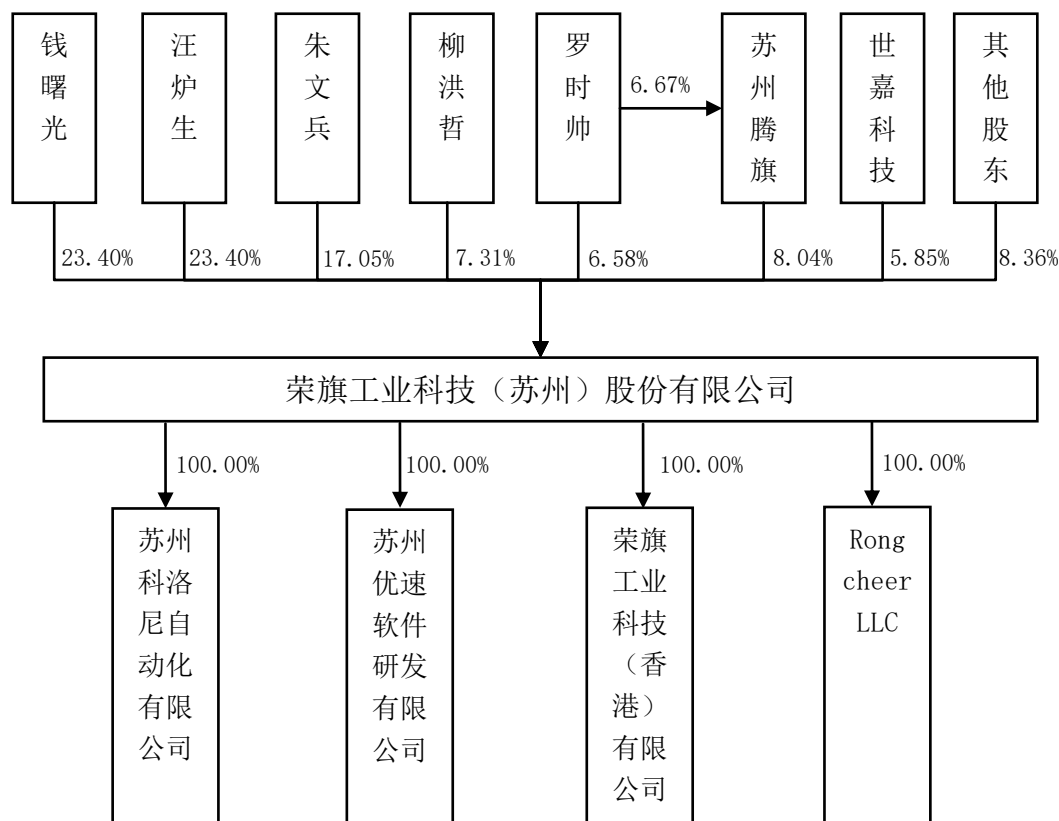 钱曙光
汪炉生
朱文兵
柳洪哲
罗时帅
6.67%
苏州腾旗
世嘉科技
其他股东
23.40%
23.40%
17.05%
7.31%
6.58%
8.04%
5.85%
8.36%
荣旗工业科技（苏州）股份有限公司
100.00%
100.00%
100.00%
100.00%
苏州
科洛
尼自
动化
有限
公司
苏州
优速
软件
研发
有限
公司
荣旗
工业
科技
（香
港）
有限
公司
Rong
cheer
LLC